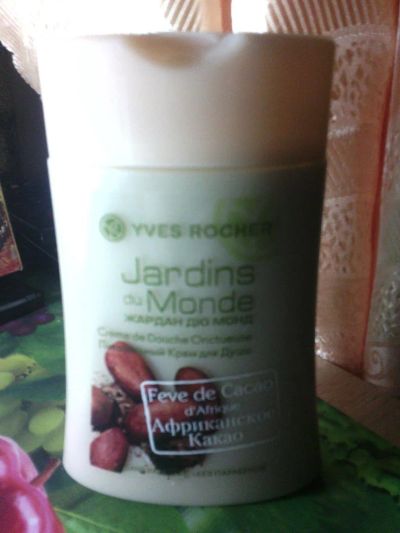 YVES ROCHER
Jardins
du Monde
ЖАРДАН ДЮ МОНД
Crème de Douche Onctueuse
Крем для Душа
Fève de Cacao
d'Afrique
Африканское
Какао